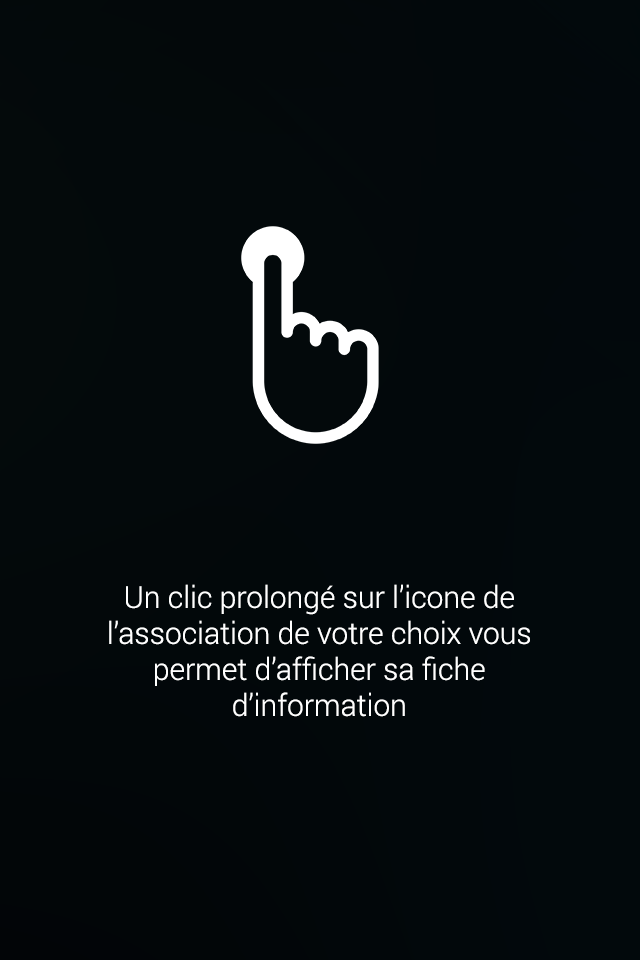 Un clic prolongé sur l’icone de
l’association de votre choix vous
permet d’afficher sa fiche
d’information